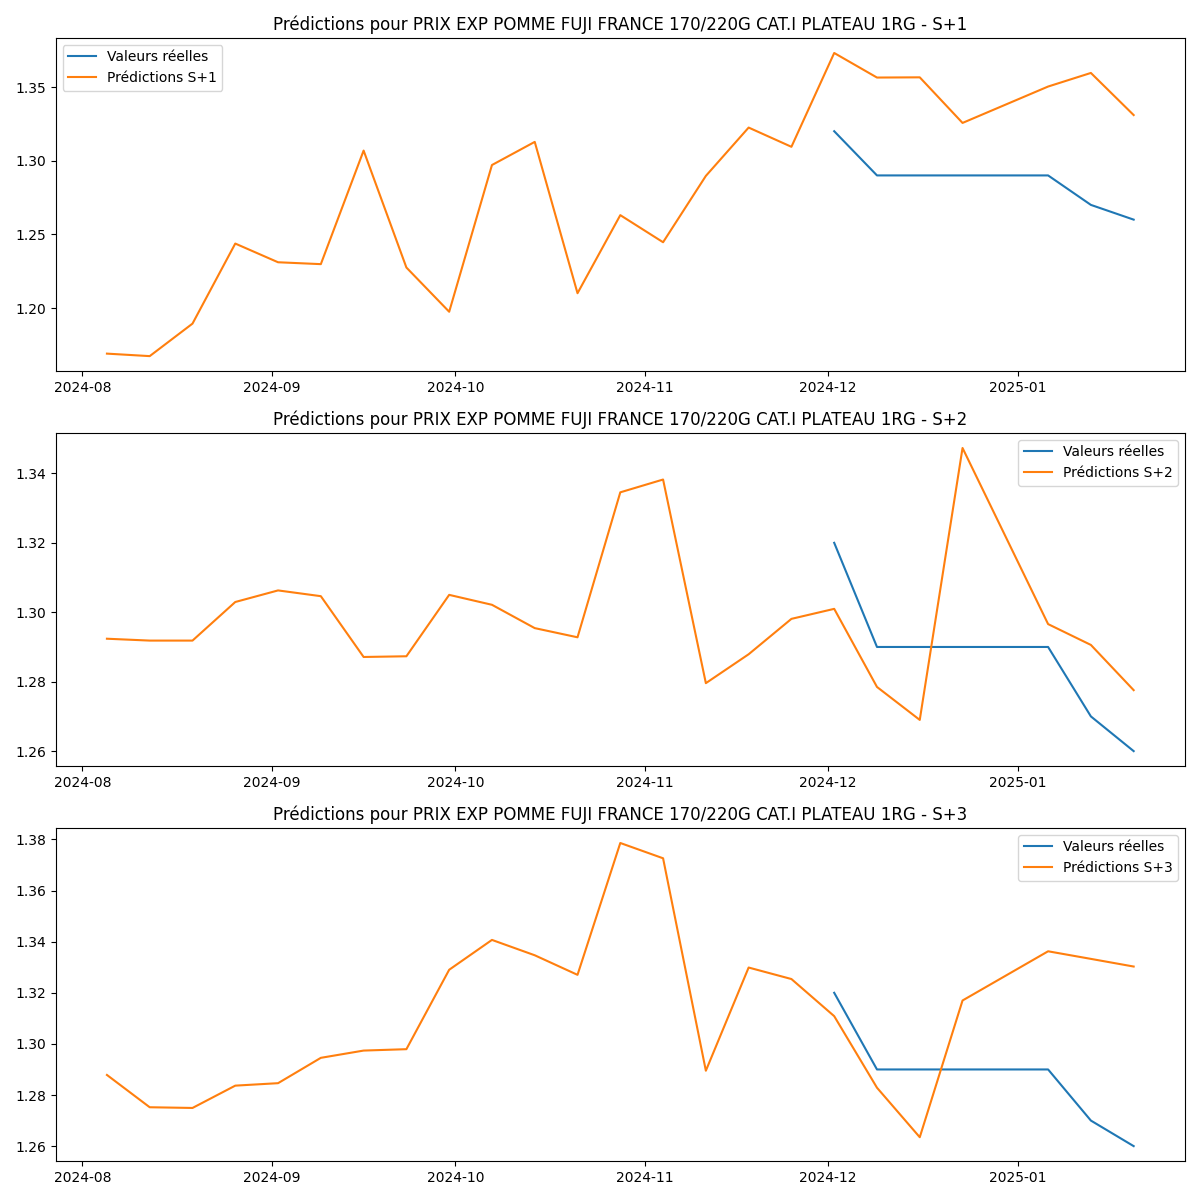 Prédictions pour PRIX EXP POMME FUJI FRANCE 170/220G CAT.I PLATEAU 1RG - S+1
Valeurs réelles
Prédictions S+1
1.35
1.30
1.25
1.20
2024-08 2024-09 2024-10 2024-11 2024-12 2025-01
Prédictions pour PRIX EXP POMME FUJI FRANCE 170/220G CAT.I PLATEAU 1RG - S+2
Valeurs réelles
Prédictions S+2
1.34
1.32
1.30
1.28
1.26
2024-08 2024-09 2024-10 2024-11 2024-12 2025-01
Prédictions pour PRIX EXP POMME FUJI FRANCE 170/220G CAT.I PLATEAU 1RG - S+3
Valeurs réelles
Prédictions S+3
1.38
1.36
1.34
1.32
1.30
1.28
1.26
2024-08 2024-09 2024-10 2024-11 2024-12 2025-01